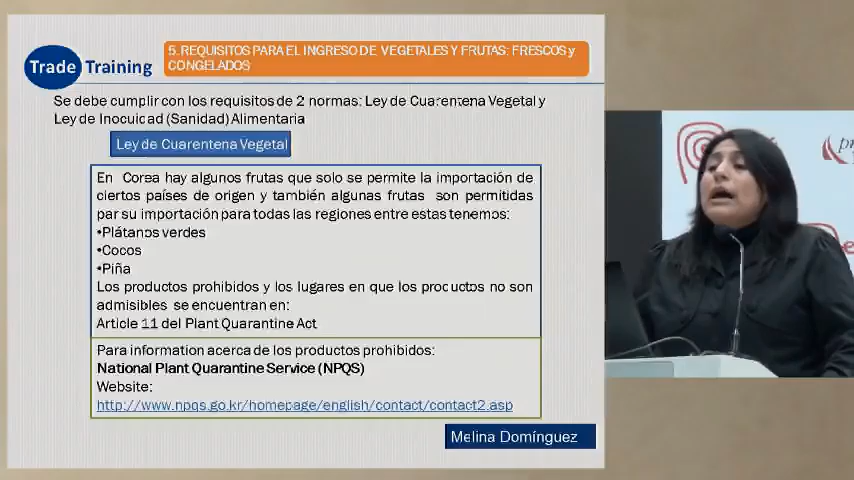 5. REQUISITOS PARA EL INGRESO DE VEGETALES Y FRUTAS: FRESCOS y
CONGELADOS
Trade Training
Se debe cumplir con los requisitos de 2 normas: Ley de Cuarentena Vegetal y
Ley de Inocuidad (Sanidad) Alimentaria
Ley de Cuarentena Vegetal
En Corea hay algunos frutas que solo se permite la importación de
ciertos países de origen y también algunas frutas son permitidas
par su importación para todas las regiones entre estas tenemos:
•Plátanos verdes
•Cocos
•Piña
Los productos prohibidos y los lugares en que los productos no son
admisibles se encuentran en:
Article 11 del Plant Quarantine Act
Para information acerca de los productos prohibidos:
National Plant Quarantine Service (NPQS)
Website:
http://www.npqs.go.kr/homepage/english/contact/contact2.asp
Melina Domínguez